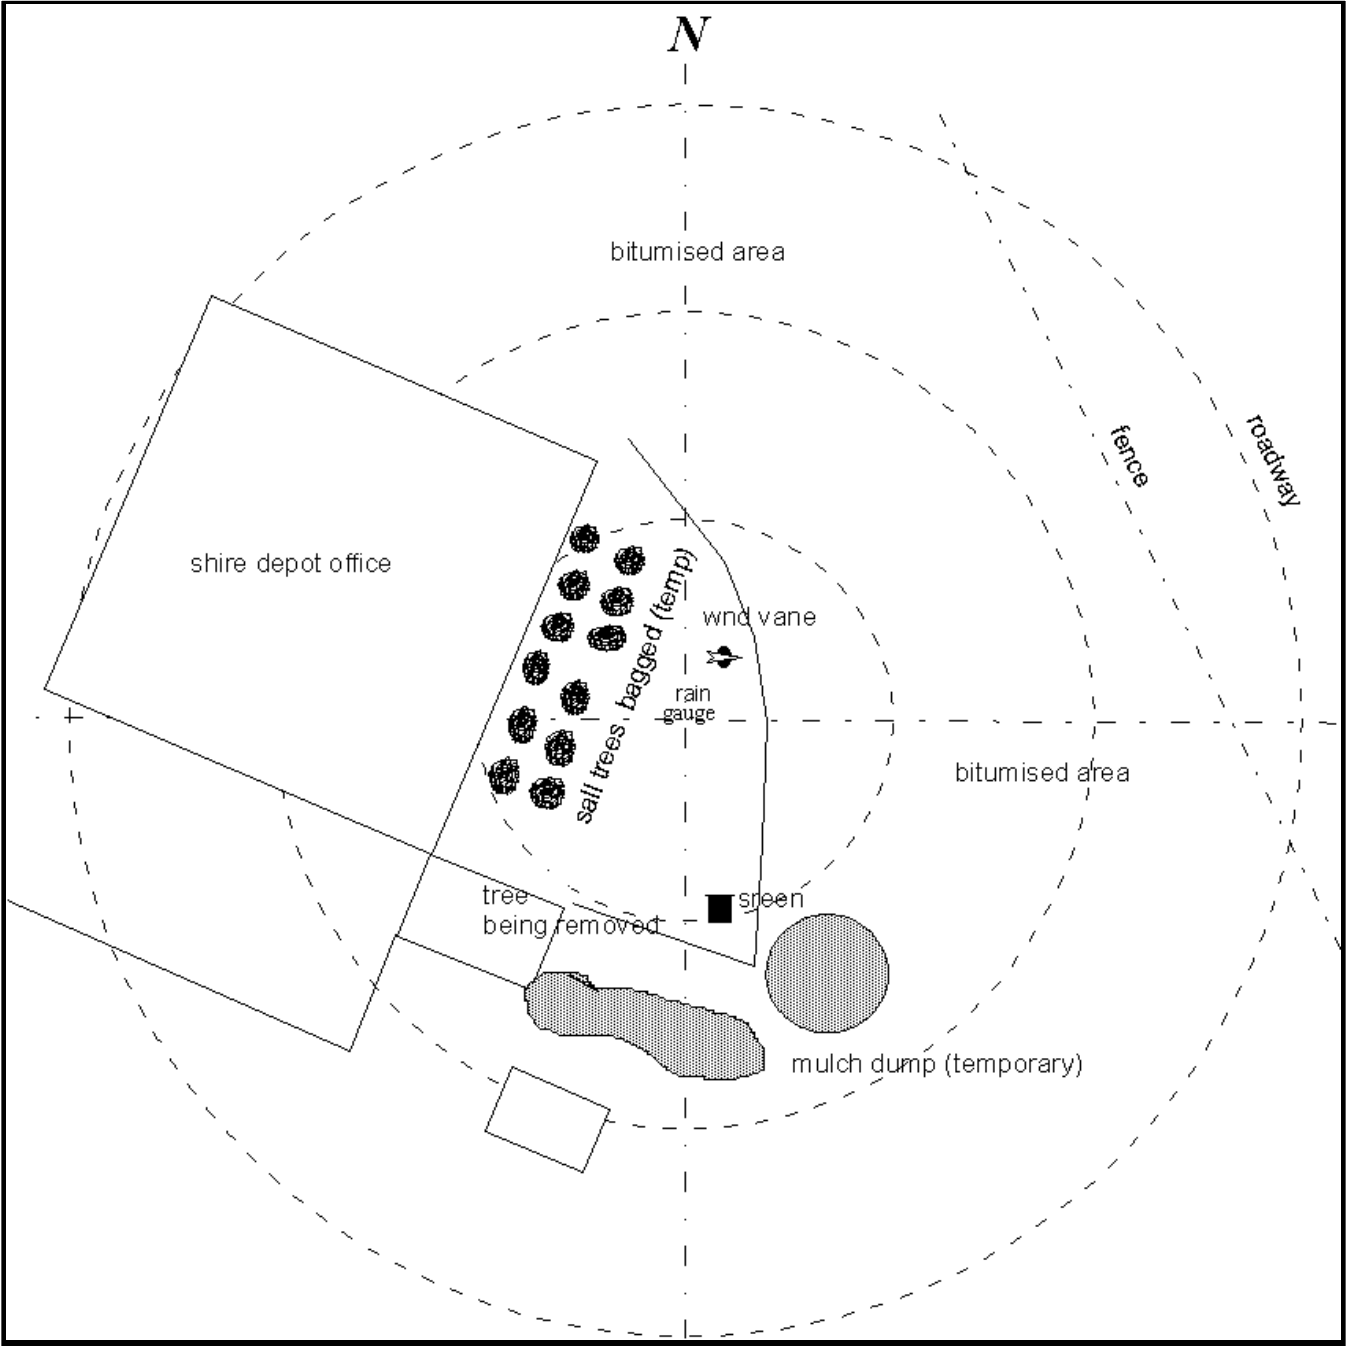 N
bitumised area
fence
roadway
shire depot office
sall trees bagged (temp)
wnd vane
rain
gauge
bitumised area
tree
being removed
sreen
mulch dump (temporary)